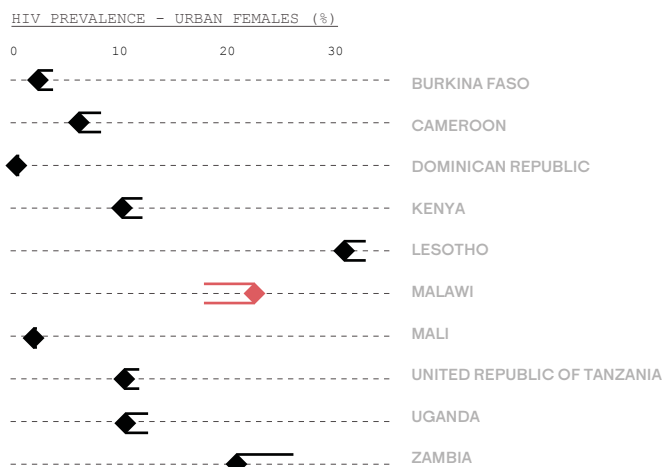 HIV PREVALENCE - URBAN FEMALES (%)
0 10 20 30
BURKINA FASO
CAMEROON
DOMINICAN REPUBLIC
KENYA
LESOTHO
MALAWI
MALI
UNITED REPUBLIC OF TANZANIA
UGANDA
ZAMBIA